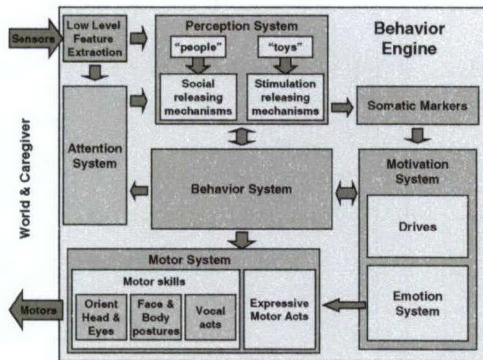 Behavior
Engine
Sensors
Low Level
Feature
Extraction
Perception System
“people”
“toys”
Social
releasing
mechanisms
Stimulation
releasing
mechanisms
Somatic Markers
Attention
System
Behavior System
Motivation
System
Drives
Emotion
System
World & Caregiver
Motor System
Motor skills
Orient
Head &
Eyes
Face &
Body
postures
Vocal
acts
Expressive
Motor Acts
Motors